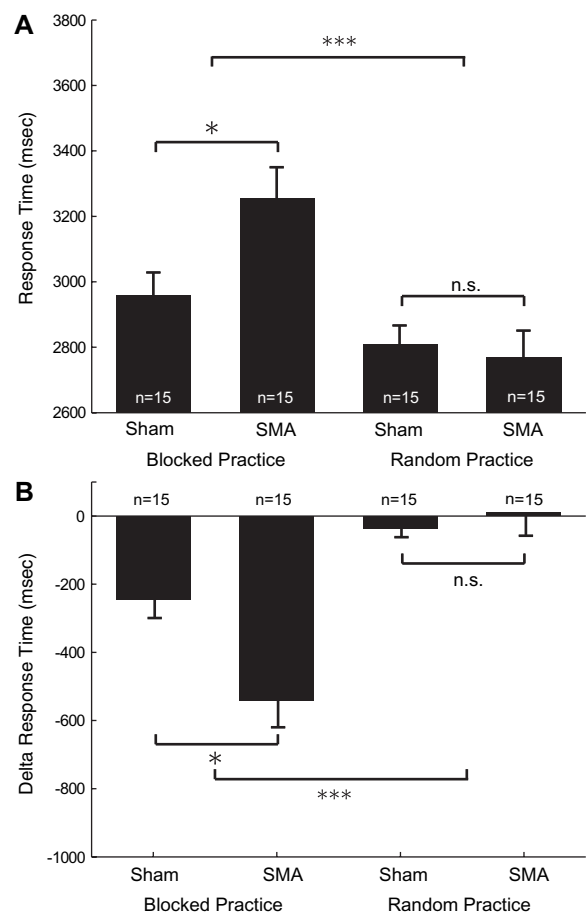 A
***
3800
3600
*
3400
3200
3000
n.s.
2800
2600
Response Time (msec)
n=15 n=15 n=15 n=15
Sham SMA Sham SMA
Blocked Practice Random Practice
B
n=15 n=15 n=15 n=15
0
-200
n.s.
-400
-600
*
-800
***
-1000
Delta Response Time (msec)
Sham SMA Sham SMA
Blocked Practice Random Practice